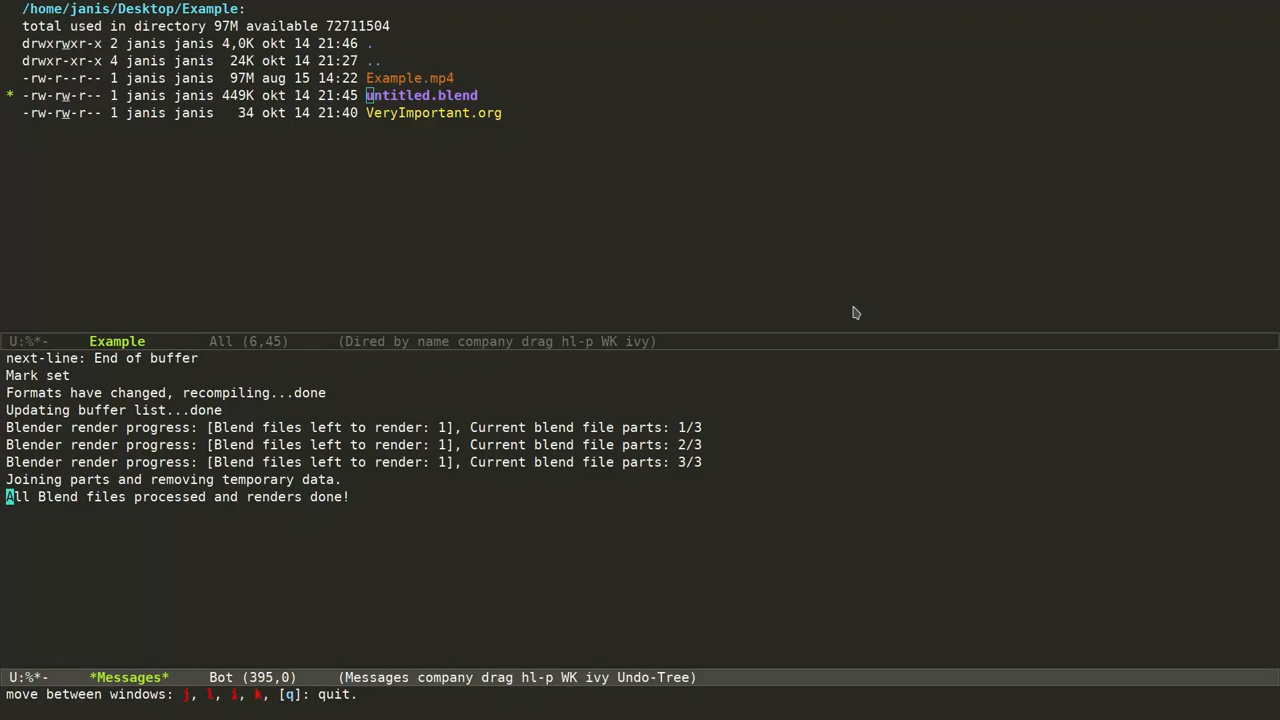 /home/janis/Desktop/Example:
total used in directory 97M available 72711504
drwxrwxr-x 2 janis janis 4,0K okt 14 21:46 .
drwxr-xr-x 4 janis janis  24K okt 14 21:27 ..
-rw-r--r-- 1 janis janis  97M aug 15 14:22 Example.mp4
* -rw-rw-r-- 1 janis janis 449K okt 14 21:45 untitled.blend
-rw-rw-r-- 1 janis janis   34 okt 14 21:40 VeryImportant.org
U:%*-  Example  All (6,45)  (Dired by name company drag hl-p WK ivy)
next-line: End of buffer
Mark set
Formats have changed, recompiling...done
Updating buffer list...done
Blender render progress: [Blend files left to render: 1], Current blend file parts: 1/3
Blender render progress: [Blend files left to render: 1], Current blend file parts: 2/3
Blender render progress: [Blend files left to render: 1], Current blend file parts: 3/3
Joining parts and removing temporary data.
All Blend files processed and renders done!
U:%*-  *Messages*  Bot (395,0)  (Messages company drag hl-p WK ivy Undo-Tree)
move between windows: j, l, i, k, [q]: quit.